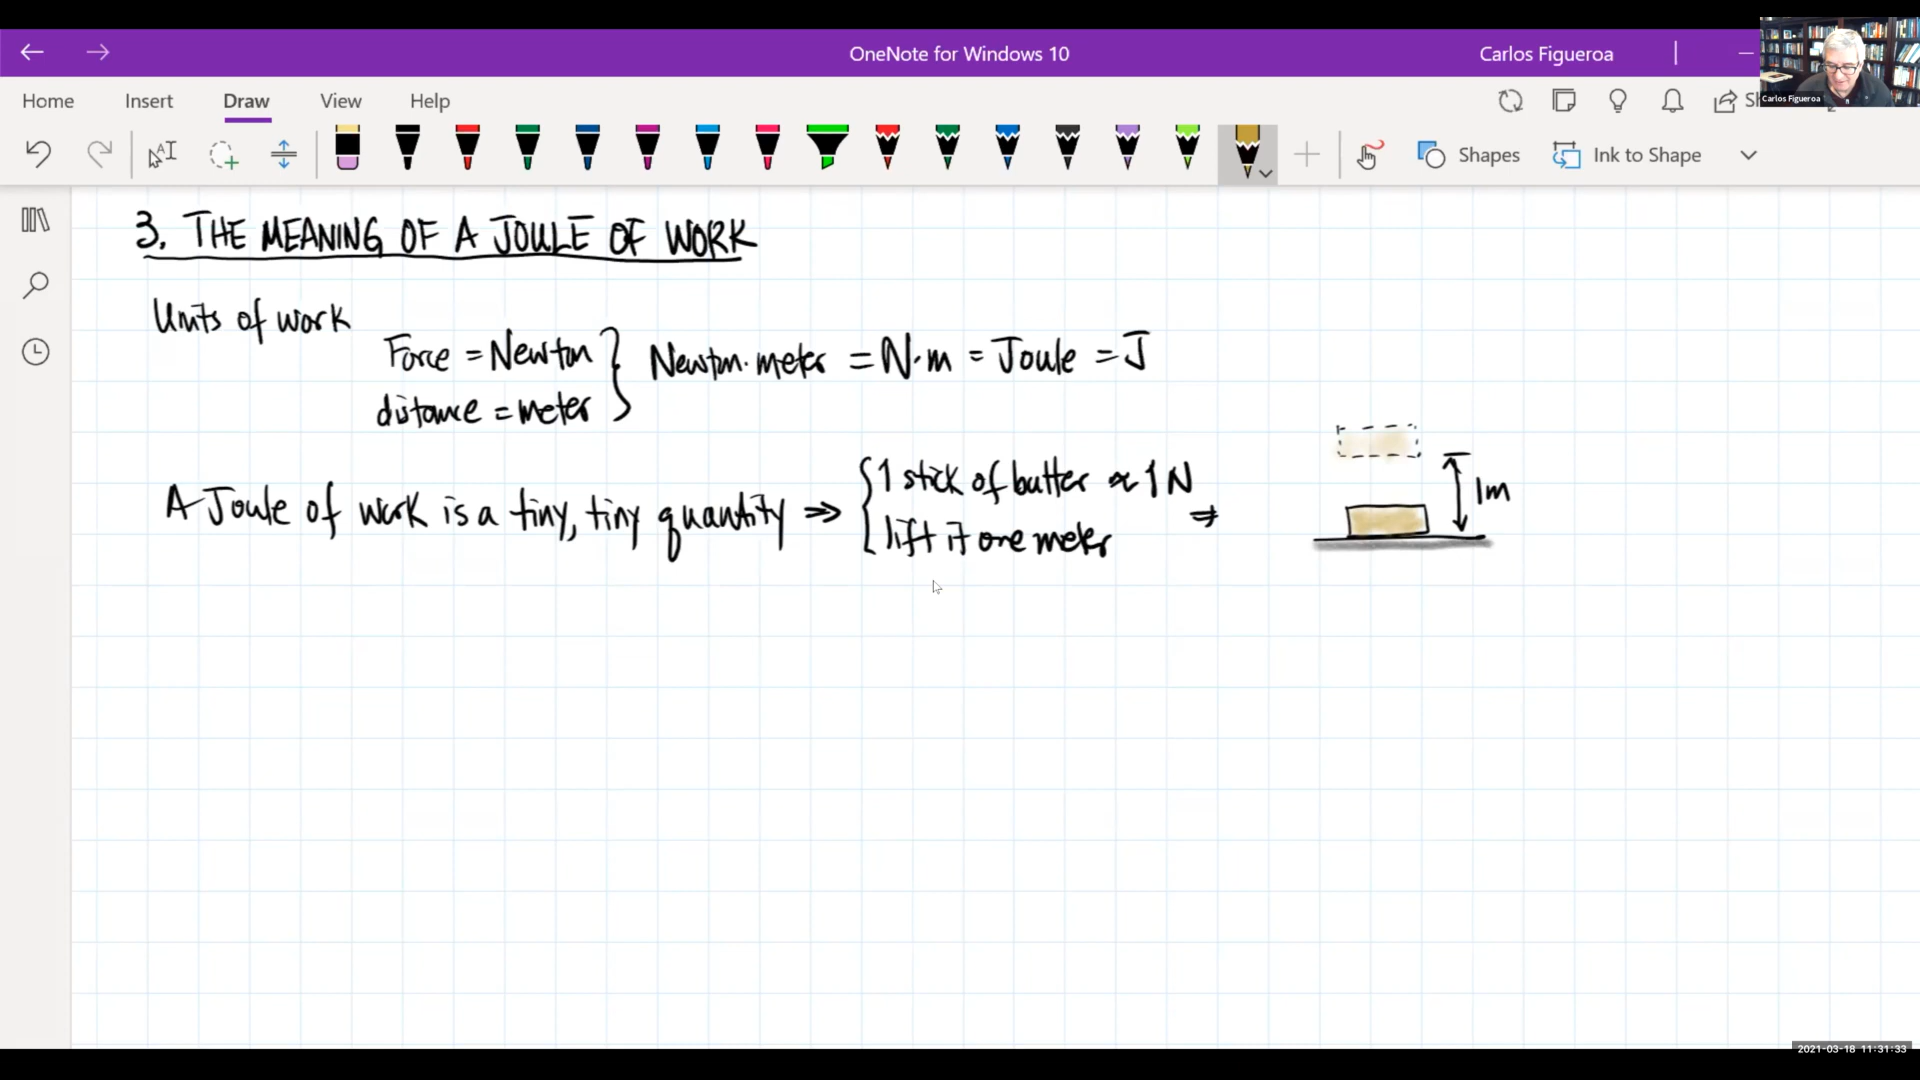 OneNote for Windows 10
Carlos Figueroa
Carlos Figueroa
Home Insert Draw View Help
Shapes Ink to Shape
3. THE MEANING OF A JOULE OF WORK
Units of work
Force = Newton
distance = meter
Newton·meter = N·m = Joule = J
A Joule of work is a tiny, tiny quantity ⇒
1 stick of butter ≈ 1 N
lift it one meter ⇒
1m
2021-03-18 11:31:33